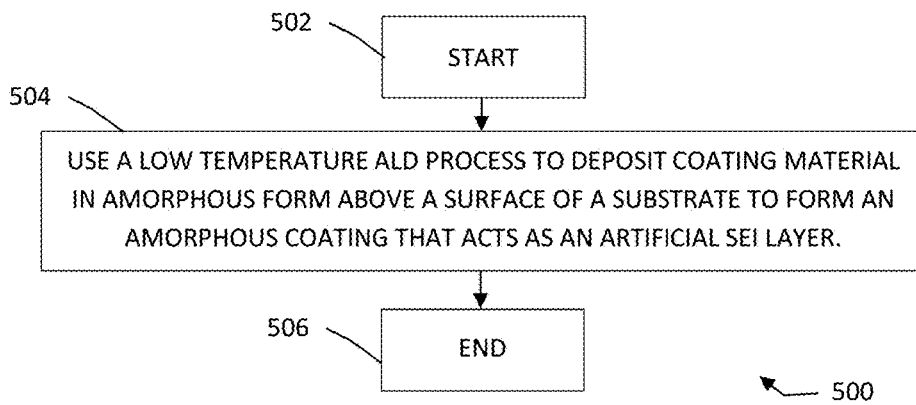 502
START
504
USE A LOW TEMPERATURE ALD PROCESS TO DEPOSIT COATING MATERIAL
IN AMORPHOUS FORM ABOVE A SURFACE OF A SUBSTRATE TO FORM AN
AMORPHOUS COATING THAT ACTS AS AN ARTIFICIAL SEI LAYER.
506
END
500